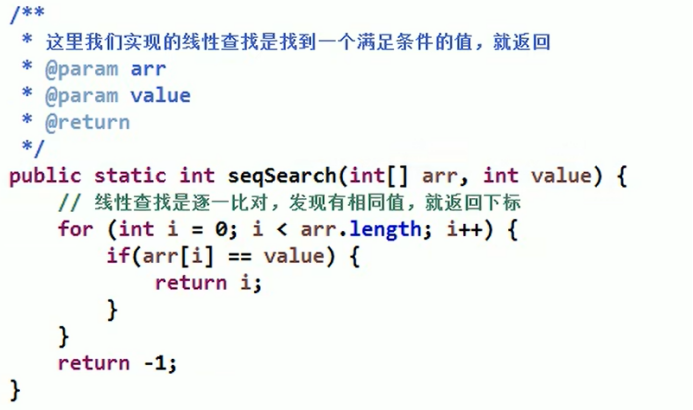 /**
 * 这里我们实现的线性查找是找到一个满足条件的值，就返回
 * @param arr
 * @param value
 * @return
 */
public static int seqSearch(int[] arr, int value) {
    // 线性查找是逐一比对，发现有相同值，就返回下标
    for (int i = 0; i < arr.length; i++) {
        if(arr[i] == value) {
            return i;
        }
    }
    return -1;
}